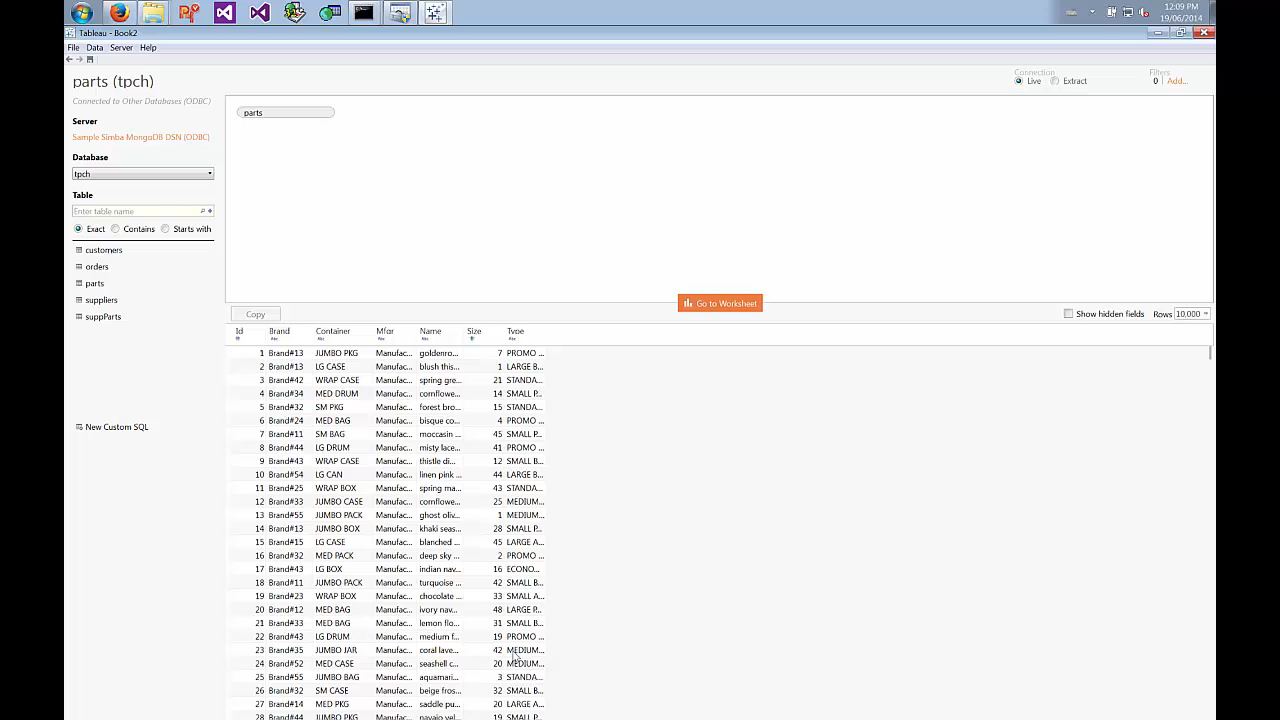 12:09 PM
19/06/2014
Tableau - Book2
File Data Server Help
parts (tpch)
Connection
Live Extract
Filters
0 Add...
Connected to Other Databases (ODBC)
Server
Sample Simba MongoDB DSN (ODBC)
Database
tpch
Table
Enter table name
Exact Contains Starts with
customers
orders
parts
suppliers
suppParts
New Custom SQL
parts
Go to Worksheet
Copy
Show hidden fields Rows 10,000
Id Brand Container Mfgr Name Size Type
Abc Abc Abc Abc Abc
1 Brand#13 JUMBO PKG Manufac... goldenro... 7 PROMO ...
2 Brand#13 LG CASE Manufac... blush this... 1 LARGE B...
3 Brand#42 WRAP CASE Manufac... spring gre... 21 STANDA...
4 Brand#34 MED DRUM Manufac... cornflowe... 14 SMALL P...
5 Brand#32 SM PKG Manufac... forest bro... 15 STANDA...
6 Brand#24 MED BAG Manufac... bisque co... 4 PROMO ...
7 Brand#11 SM BAG Manufac... moccasin ... 45 SMALL P...
8 Brand#44 LG DRUM Manufac... misty lace... 41 PROMO ...
9 Brand#43 WRAP CASE Manufac... thistle di... 12 SMALL B...
10 Brand#54 LG CAN Manufac... linen pink ... 44 LARGE B...
11 Brand#25 WRAP BOX Manufac... spring ma... 43 STANDA...
12 Brand#33 JUMBO CASE Manufac... cornflowe... 25 MEDIUM...
13 Brand#55 JUMBO PACK Manufac... ghost oliv... 1 MEDIUM...
14 Brand#13 JUMBO BOX Manufac... khaki seas... 28 SMALL P...
15 Brand#15 LG CASE Manufac... blanched ... 45 LARGE A...
16 Brand#32 MED PACK Manufac... deep sky ... 2 PROMO ...
17 Brand#43 LG BOX Manufac... indian nav... 16 ECONO...
18 Brand#11 JUMBO PACK Manufac... turquoise ... 42 SMALL B...
19 Brand#23 WRAP BOX Manufac... chocolate ... 33 SMALL A...
20 Brand#12 MED BAG Manufac... ivory nav... 48 LARGE P...
21 Brand#33 MED BAG Manufac... lemon flo... 31 SMALL B...
22 Brand#43 LG DRUM Manufac... medium f... 19 PROMO ...
23 Brand#35 JUMBO JAR Manufac... coral lave... 42 MEDIUM...
24 Brand#52 MED CASE Manufac... seashell c... 20 MEDIUM...
25 Brand#55 JUMBO BAG Manufac... aquamari... 3 STANDA...
26 Brand#32 SM CASE Manufac... beige fros... 32 SMALL B...
27 Brand#14 MED PKG Manufac... saddle pu... 20 LARGE A...
28 Brand#44 JUMBO PKG Manufac... navajo vel... 19 SMALL P...